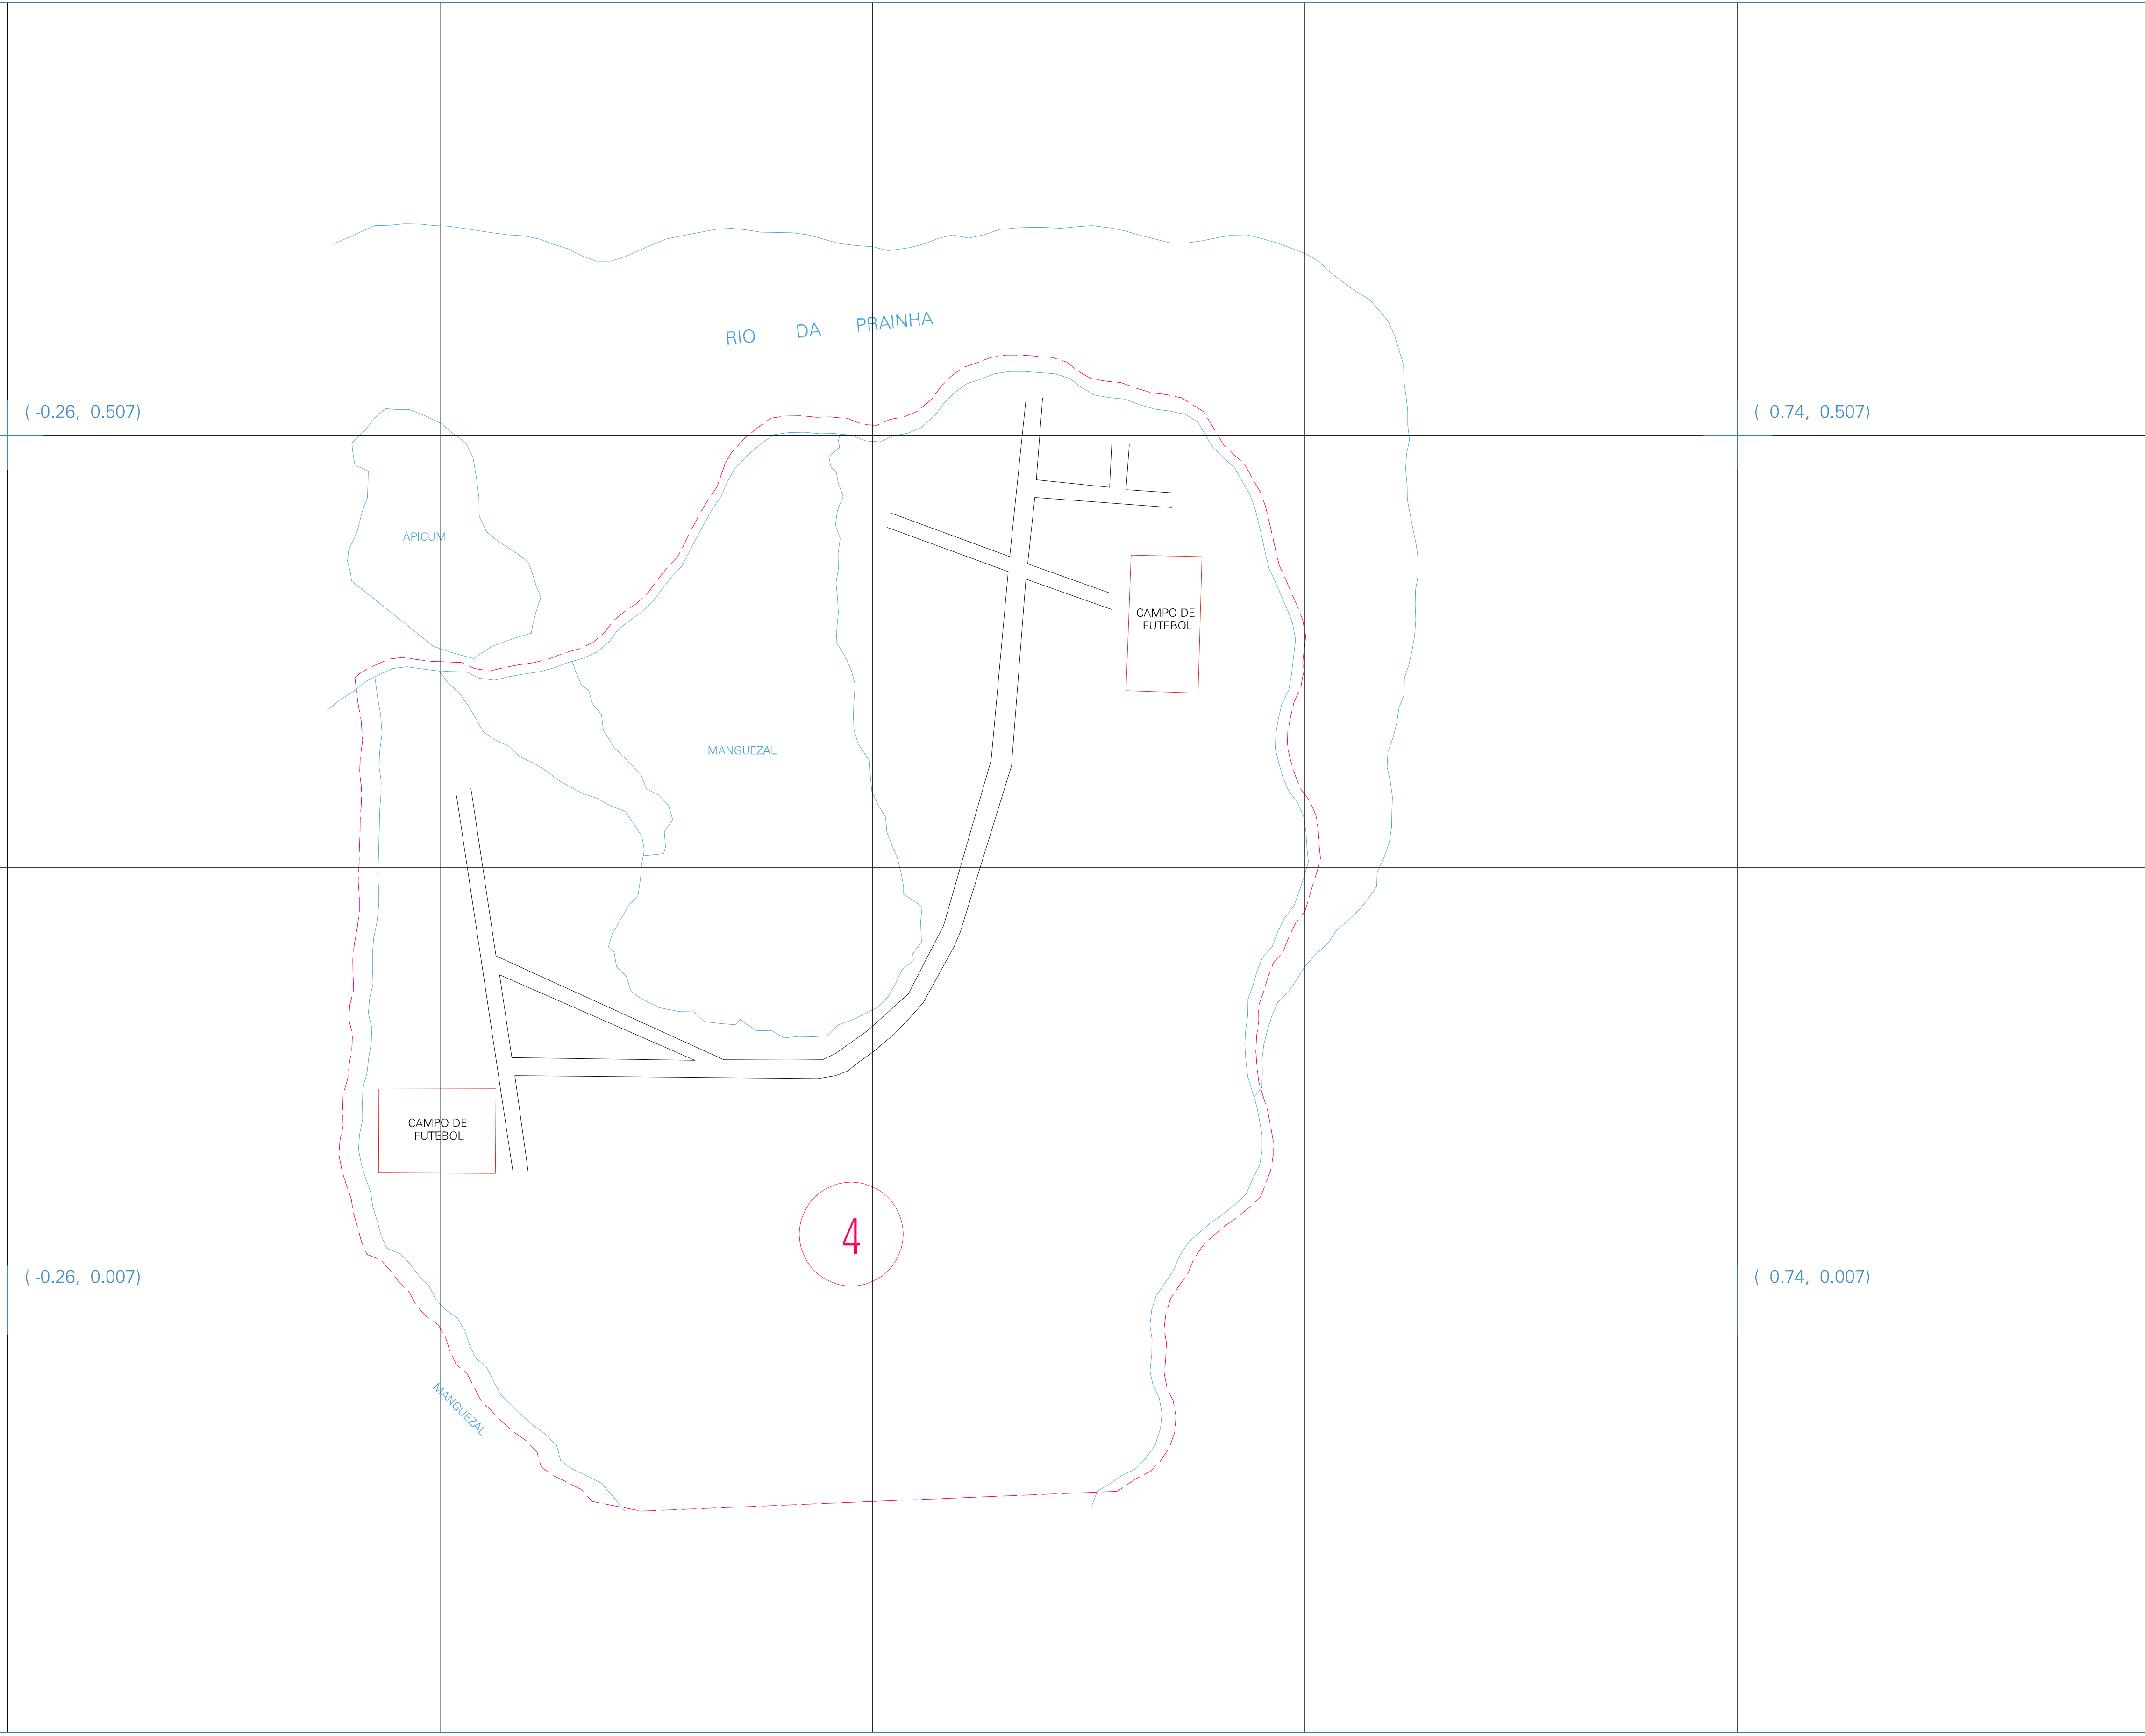 RIO DA PRAINHA
( -0.26, 0.507)
( 0.74, 0.507)
APICUM
CAMPO DE
FUTEBOL
MANGUEZAL
CAMPO DE
FUTEBOL
4
( -0.26, 0.007)
( 0.74, 0.007)
MANGUEZAL